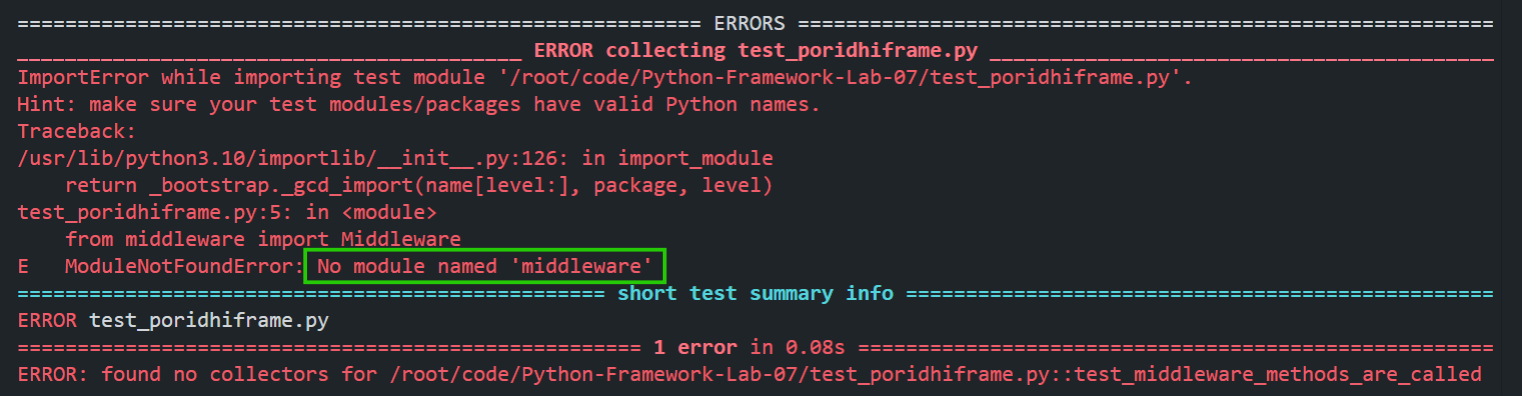 ========================================================= ERRORS ==========================================================
__________________________________________ ERROR collecting test_poridhiframe.py __________________________________________
ImportError while importing test module '/root/code/Python-Framework-Lab-07/test_poridhiframe.py'.
Hint: make sure your test modules/packages have valid Python names.
Traceback:
/usr/lib/python3.10/importlib/__init__.py:126: in import_module
    return _bootstrap._gcd_import(name[level:], package, level)
test_poridhiframe.py:5: in <module>
    from middleware import Middleware
E   ModuleNotFoundError: No module named 'middleware'
================================================= short test summary info =================================================
ERROR test_poridhiframe.py
==================================================== 1 error in 0.08s =====================================================
ERROR: found no collectors for /root/code/Python-Framework-Lab-07/test_poridhiframe.py::test_middleware_methods_are_called